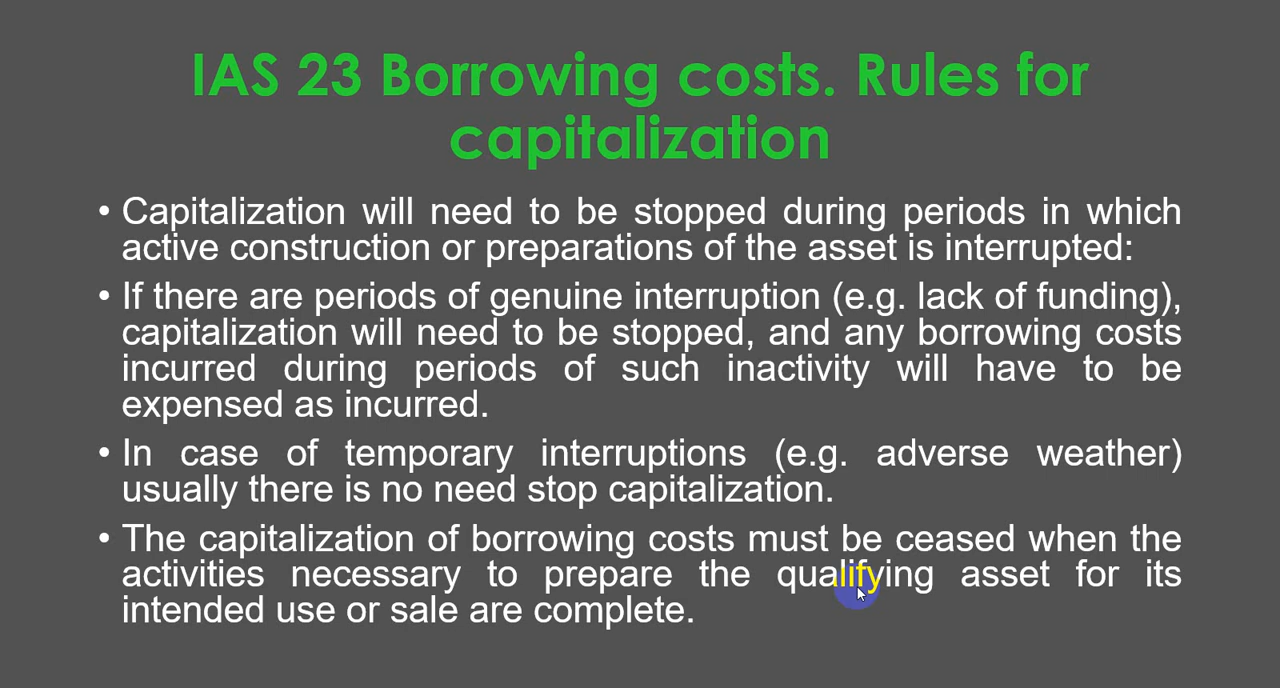 IAS 23 Borrowing costs. Rules for
capitalization
• Capitalization will need to be stopped during periods in which
active construction or preparations of the asset is interrupted:
• If there are periods of genuine interruption (e.g. lack of funding),
capitalization will need to be stopped, and any borrowing costs
incurred during periods of such inactivity will have to be
expensed as incurred.
• In case of temporary interruptions (e.g. adverse weather)
usually there is no need stop capitalization.
• The capitalization of borrowing costs must be ceased when the
activities necessary to prepare the qualifying asset for its
intended use or sale are complete.